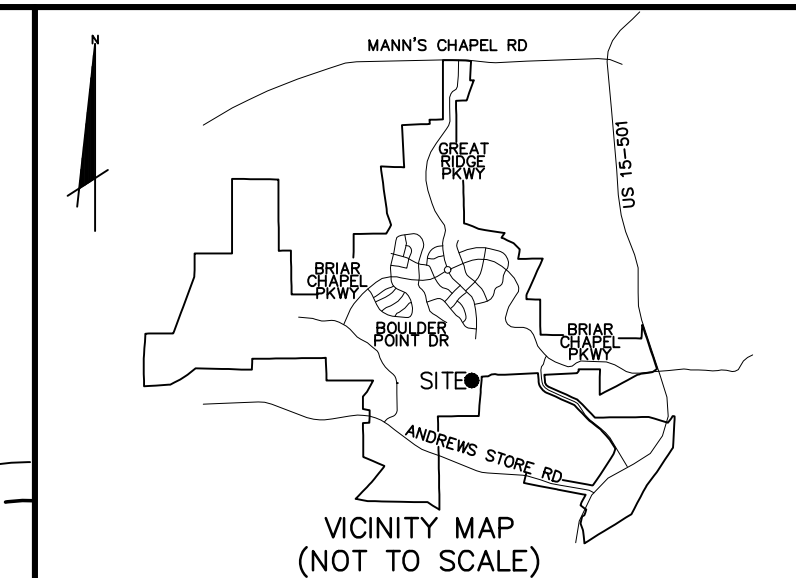 N
MANN'S CHAPEL RD
US 15-501
GREAT
RIDGE
PKWY
BRIAR
CHAPEL
PKWY
BOULDER
POINT DR
BRIAR
CHAPEL
PKWY
SITE
ANDREWS STORE RD
VICINITY MAP
(NOT TO SCALE)